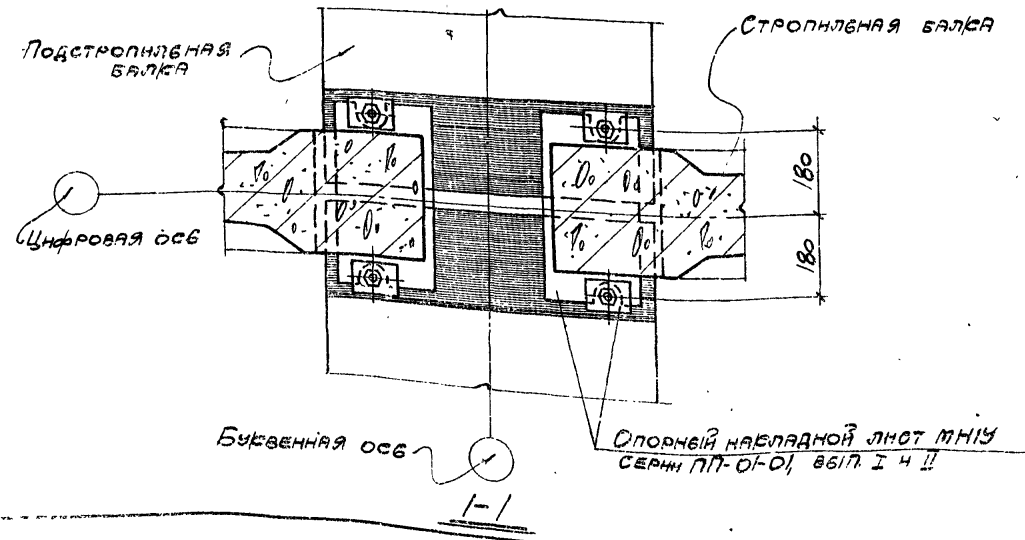 Подстропильная
балка
Стропильная балка
180
180
Цифровая ось
Буквенная ось
Опорный накладной лист МН1У
серии ПП-01-01, вып. I и II
1-1